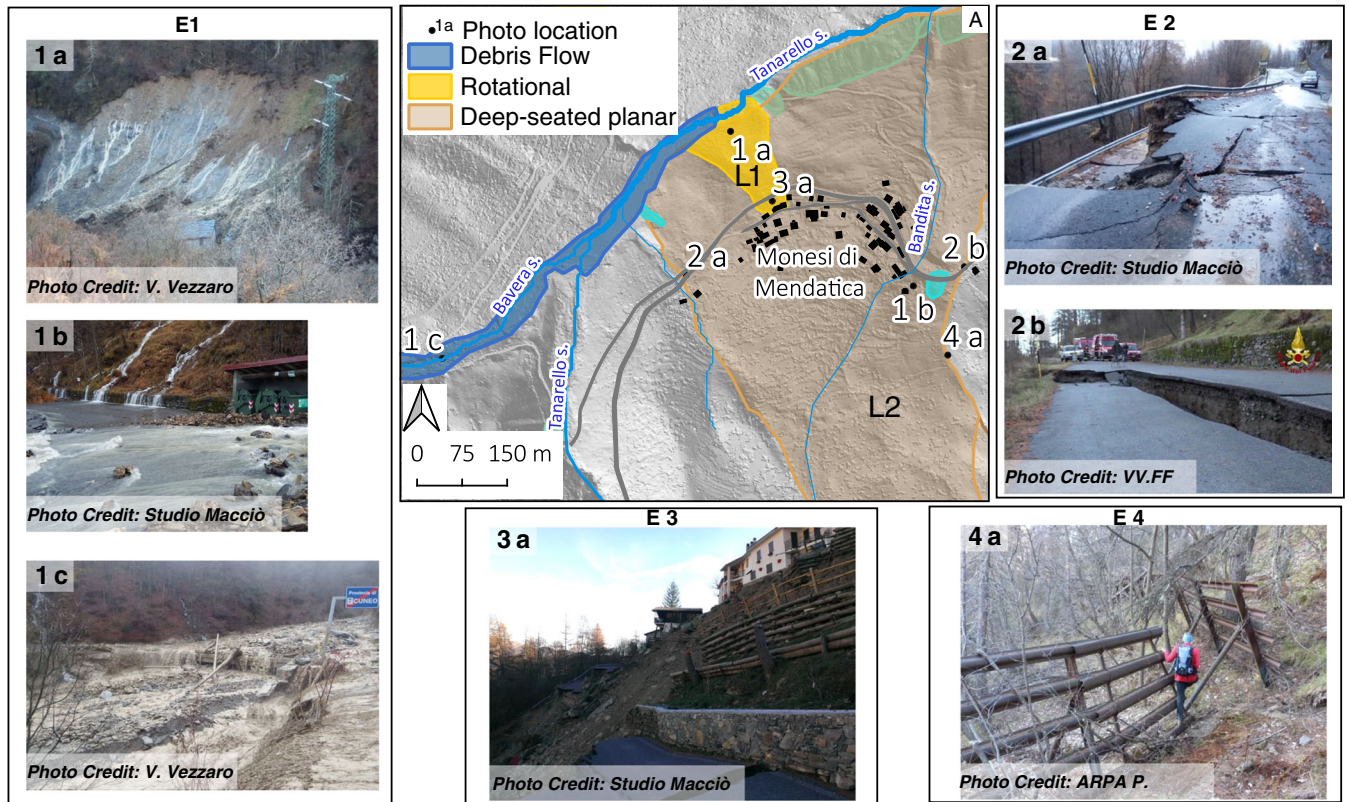 E1
1 a
Photo Credit: V. Vezzaro
1 b
Photo Credit: Studio Macciò
1 c
Provincia di
CUNEO
Photo Credit: V. Vezzaro
A
1a Photo location
Debris Flow
Rotational
Deep-seated planar
Tanarello s.
1 a
L1
3 a
Bandita s.
2 a
2 b
Monesi di
Mendatica
Bavera s.
1 b
1 c
4 a
Tanarello s.
L2
0 75 150 m
E 2
2 a
Photo Credit: Studio Macciò
2 b
Photo Credit: VV.FF
E 3
3 a
Photo Credit: Studio Macciò
E 4
4 a
Photo Credit: ARPA P.